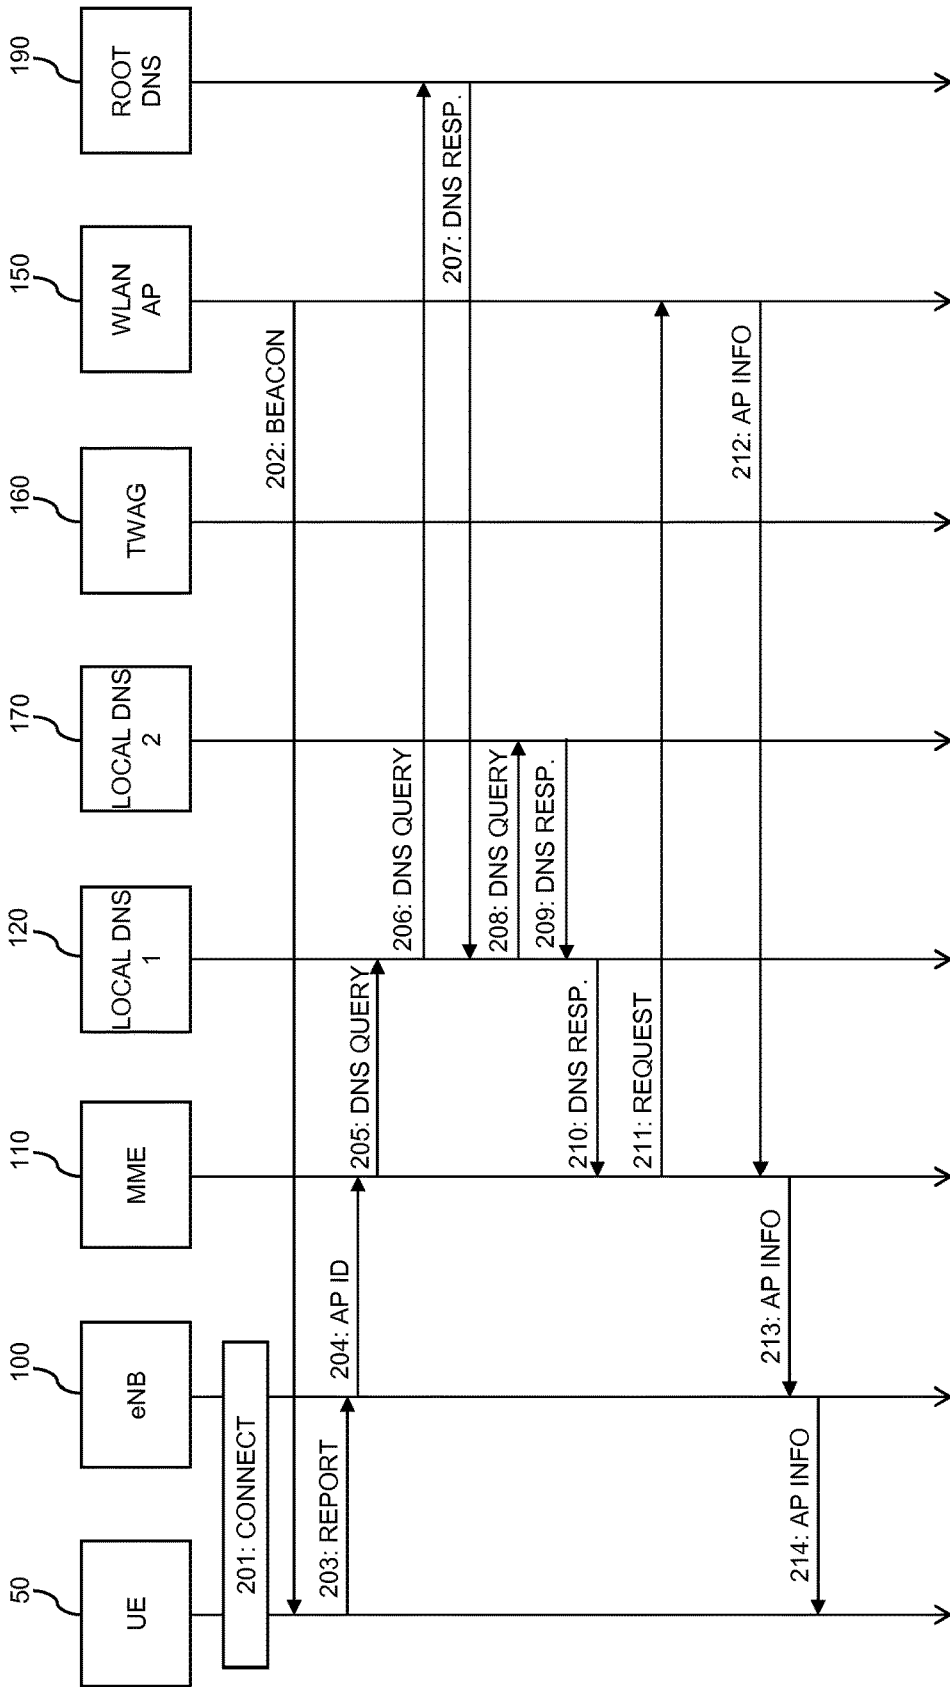 50
100
110
120
170
160
150
190
UE
eNB
MME
LOCAL DNS
1
LOCAL DNS
2
TWAG
WLAN
AP
ROOT
DNS
201: CONNECT
202: BEACON
203: REPORT
204: AP ID
205: DNS QUERY
206: DNS QUERY
207: DNS RESP.
208: DNS QUERY
209: DNS RESP.
210: DNS RESP.
211: REQUEST
212: AP INFO
213: AP INFO
214: AP INFO